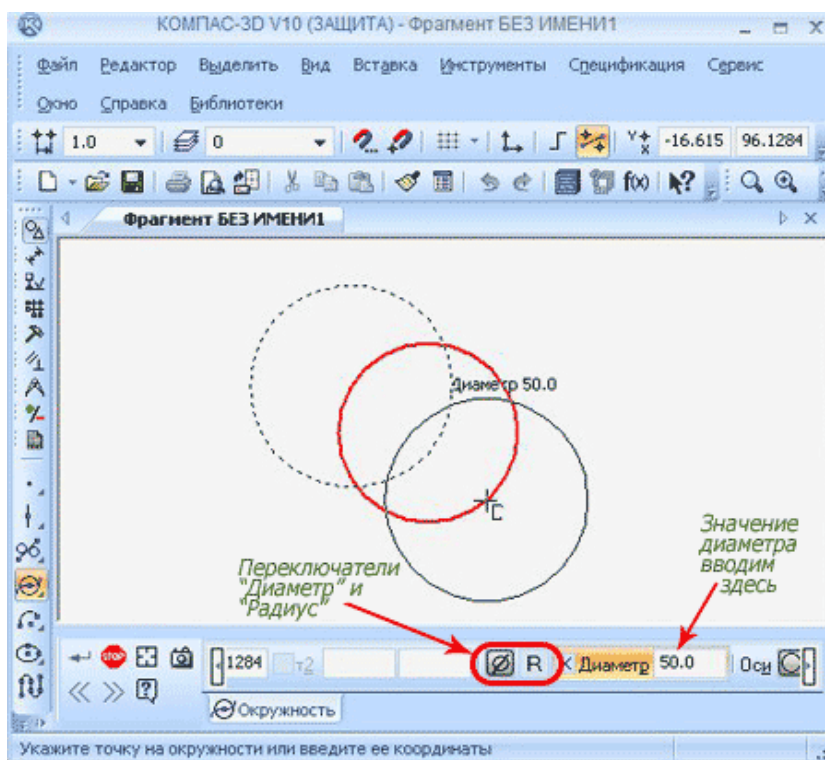 КОМПАС-3D V10 (ЗАЩИТА) - Фрагмент БЕЗ ИМЕНИ1
Файл Редактор Выделить Вид Вставка Инструменты Спецификация Сервис
Окно Справка Библиотеки
1.0 0 -16.615 96.1284
f(x)
Фрагмент БЕЗ ИМЕНИ1
Диаметр 50.0
Значение
диаметра
вводим
здесь
Переключатели
"Диаметр" и
"Радиус"
STOP 1284 т2 R Диаметр 50.0 Оси
Окружность
Укажите точку на окружности или введите ее координаты